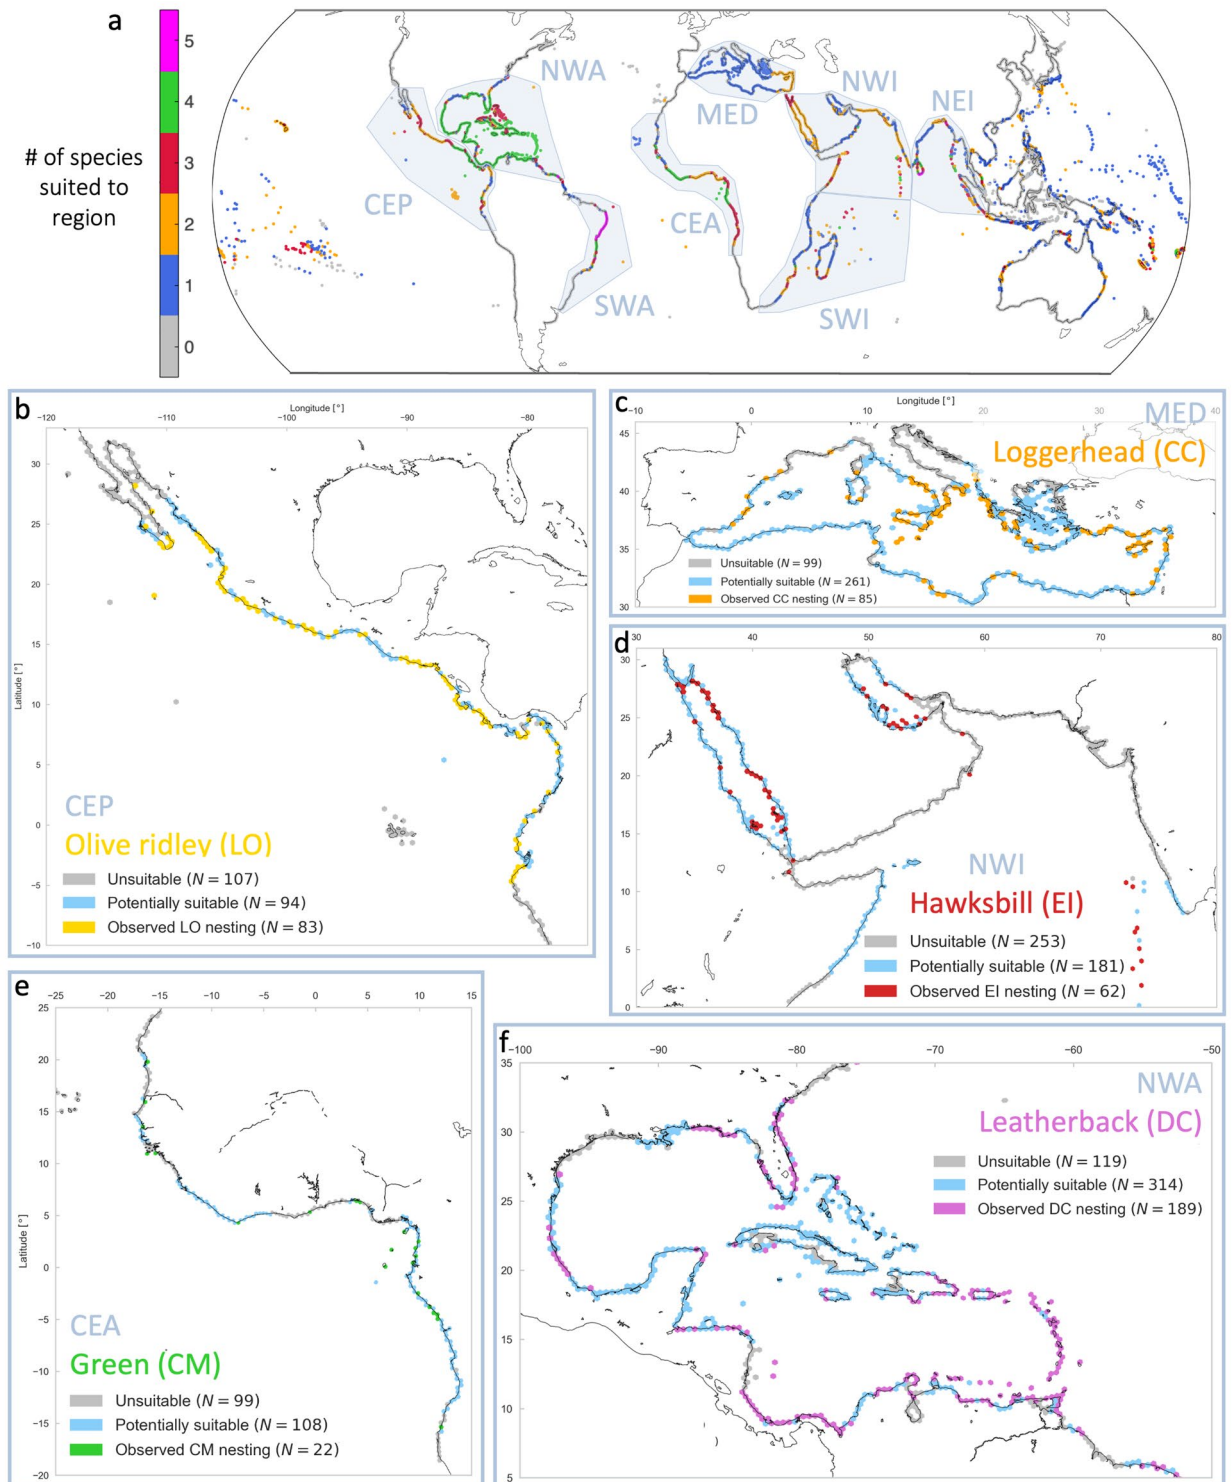 a
5
4
3
2
1
0
# of species
suited to
region
NWA
MED
NWI
NEI
CEP
CEA
SWA
SWI
b
Longitude [°]
−120
−110
−100
−90
−80
30
25
20
15
10
5
0
−5
−10
Latitude [°]
CEP
Olive ridley (LO)
Unsuitable (N = 107)
Potentially suitable (N = 94)
Observed LO nesting (N = 83)
c
Longitude [°]
−10
0
10
20
30
40
MED
Loggerhead (CC)
45
40
35
30
Unsuitable (N = 99)
Potentially suitable (N = 261)
Observed CC nesting (N = 85)
d
30
40
50
60
70
80
30
25
20
15
10
5
0
NWI
Hawksbill (EI)
Unsuitable (N = 253)
Potentially suitable (N = 181)
Observed EI nesting (N = 62)
e
−25
−20
−15
−10
−5
0
5
10
15
25
20
15
10
5
0
−5
−10
−15
−20
Latitude [°]
CEA
Green (CM)
Unsuitable (N = 99)
Potentially suitable (N = 108)
Observed CM nesting (N = 22)
f
−100
−90
−80
−70
−60
−50
35
30
25
20
15
10
5
NWA
Leatherback (DC)
Unsuitable (N = 119)
Potentially suitable (N = 314)
Observed DC nesting (N = 189)